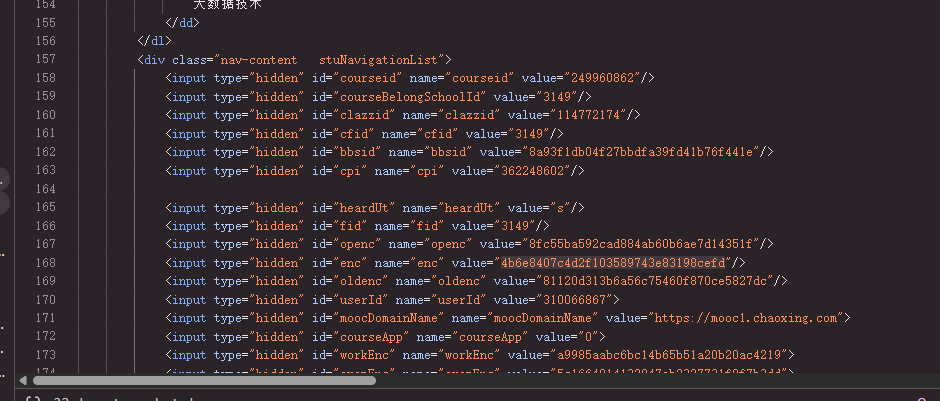 154 大数据技术
155 </dd>
156 </dl>
157 <div class="nav-content   stuNavigationList">
158 <input type="hidden" id="courseid" name="courseid" value="249960862"/>
159 <input type="hidden" id="courseBelongSchoolId" value="3149"/>
160 <input type="hidden" id="clazzid" name="clazzid" value="114772174"/>
161 <input type="hidden" id="cfid" name="cfid" value="3149"/>
162 <input type="hidden" id="bbsid" name="bbsid" value="8a93f1db04f27bbdfa39fd41b76f441e"/>
163 <input type="hidden" id="cpi" name="cpi" value="362248602"/>
164
165 <input type="hidden" id="heardUt" name="heardUt" value="s"/>
166 <input type="hidden" id="fid" name="fid" value="3149"/>
167 <input type="hidden" id="openc" name="openc" value="8fc55ba592cad884ab60b6ae7d14351f"/>
168 <input type="hidden" id="enc" name="enc" value="4b6e8407c4d2f103589743e83198cefd"/>
169 <input type="hidden" id="oldenc" name="oldenc" value="81120d313b6a56c75460f870ce5827dc"/>
170 <input type="hidden" id="userId" name="userId" value="310066867">
171 <input type="hidden" id="moocDomainName" name="moocDomainName" value="https://mooc1.chaoxing.com">
172 <input type="hidden" id="courseApp" name="courseApp" value="0">
173 <input type="hidden" id="workEnc" name="workEnc" value="a9985aabc6bc14b65b51a20b20ac4219">